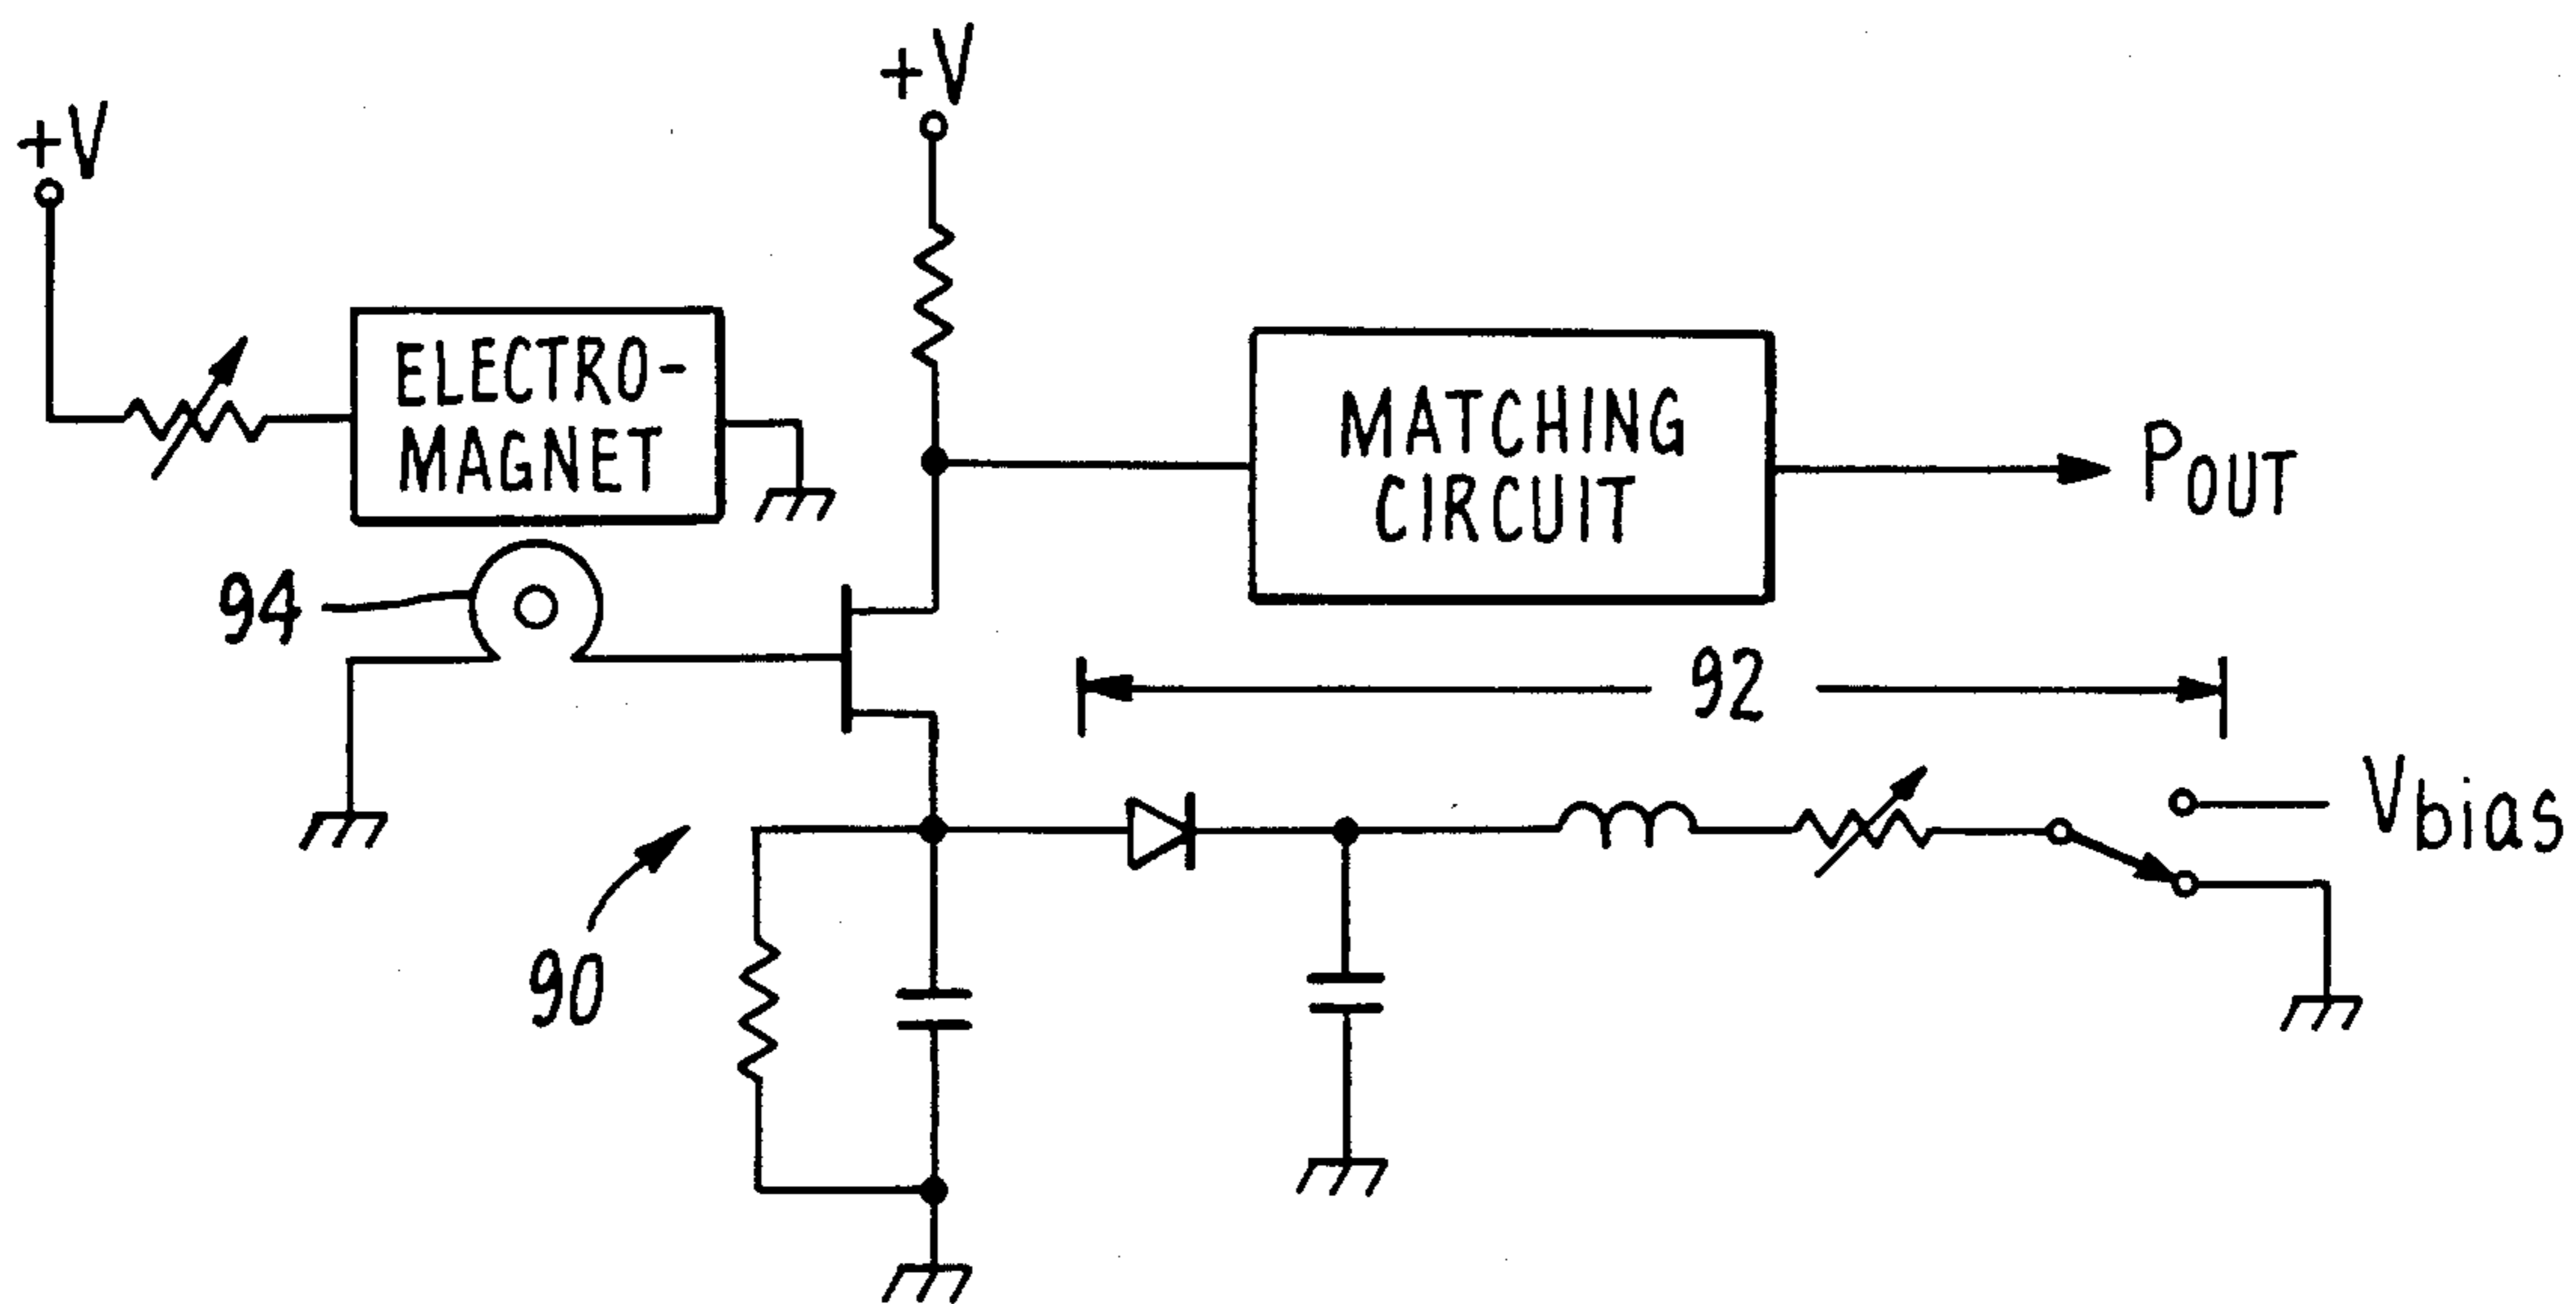 +V
+V
ELECTRO-
MAGNET
MATCHING
CIRCUIT
POUT
94
92
Vbias
90